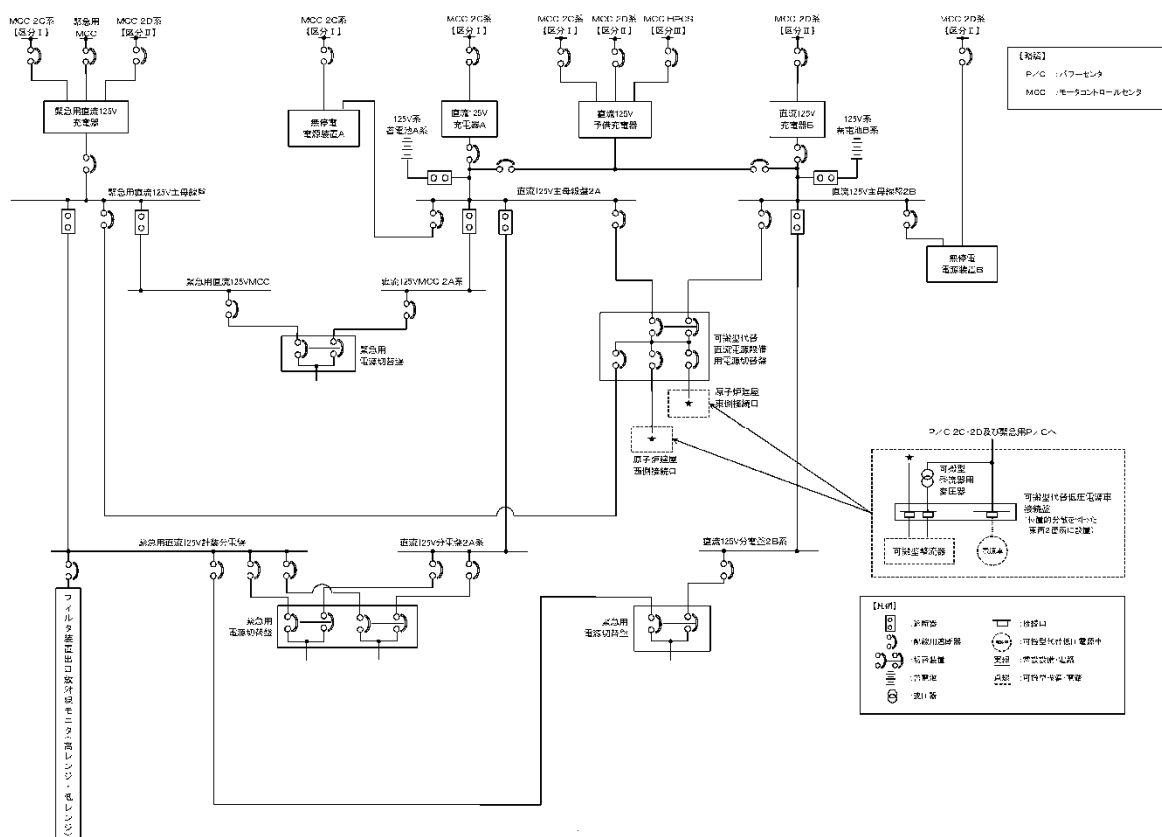 MCC 2C系
【区分Ⅰ】
緊急用
MCC
MCC 2D系
【区分Ⅱ】
MCC 2C系
【区分Ⅰ】
MCC 2C系
【区分Ⅰ】
MCC 2C系
【区分Ⅰ】
MCC 2D系
【区分Ⅱ】
MCC HPCS
【区分Ⅲ】
MCC 2D系
【区分Ⅱ】
MCC 2D系
【区分Ⅱ】
【略語】
P/C :パワーセンタ
MCC :モータコントロールセンタ
緊急用直流125V
充電器
無停電
電源装置A
直流125V
充電器A
直流125V
予備充電器
直流125V
充電器B
125V系
蓄電池A系
125V系
蓄電池B系
緊急用直流125V主母線盤
直流125V主母線盤2A
直流125V主母線盤2B
無停電
電源装置B
緊急用直流125VMCC
直流125VMCC 2A系
緊急用
電源切替盤
可搬型代替
直流電源設備
用電源切替盤
原子炉建屋
東側接続口
原子炉建屋
西側接続口
P/C 2C・2D及び緊急用P/Cへ
可搬型
整流器用
変圧器
可搬型代替低圧電源車
接続盤
(位置的分散を図った
東西2箇所に設置)
可搬型整流器
電源車
緊急用直流125V計装分電盤
直流125V分電盤2A系
直流125V分電盤2B系
緊急用
電源切替盤
緊急用
電源切替盤
フィルタ装置出口放射線モニタ(高レンジ・低レンジ)
【凡例】
:遮断器
:配線用遮断器
:切替装置
:蓄電池
:変圧器
:接続口
:可搬型代替低圧電源車
実線 :常設設備・電路
点線 :可搬型設備・電路